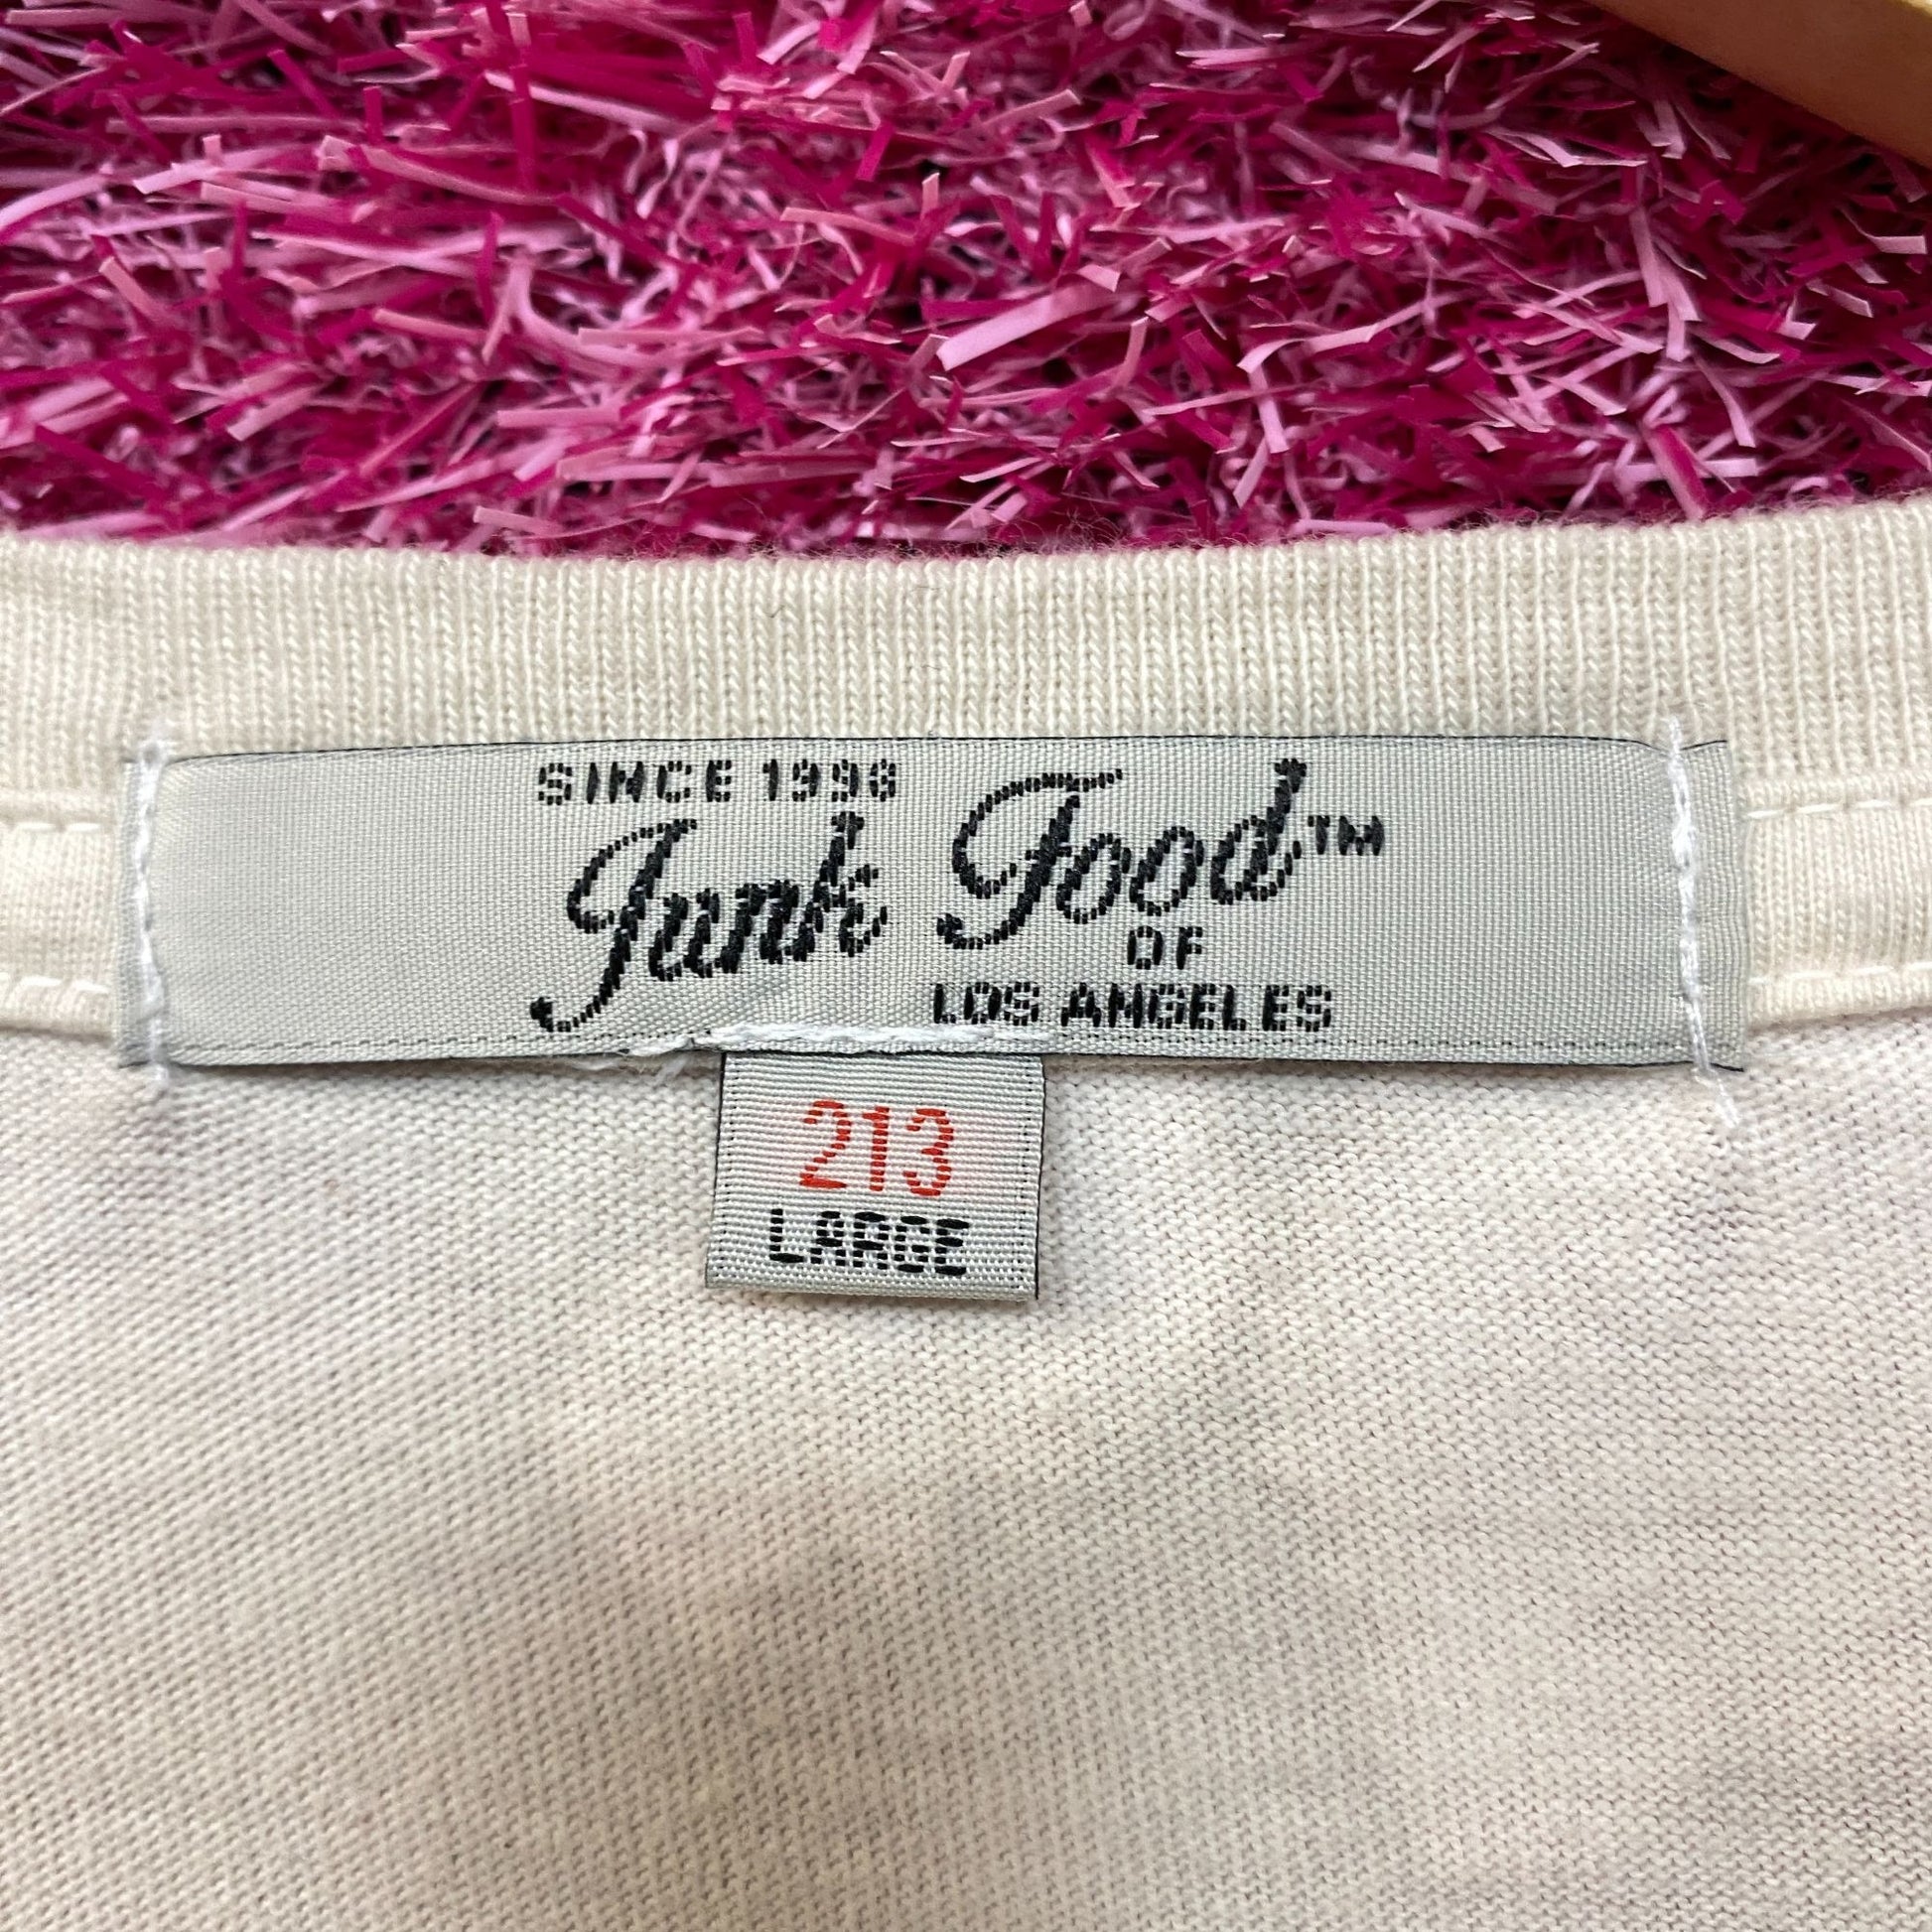 SINCE 1998
Junk Food™
OF
LOS ANGELES
213
LARGE